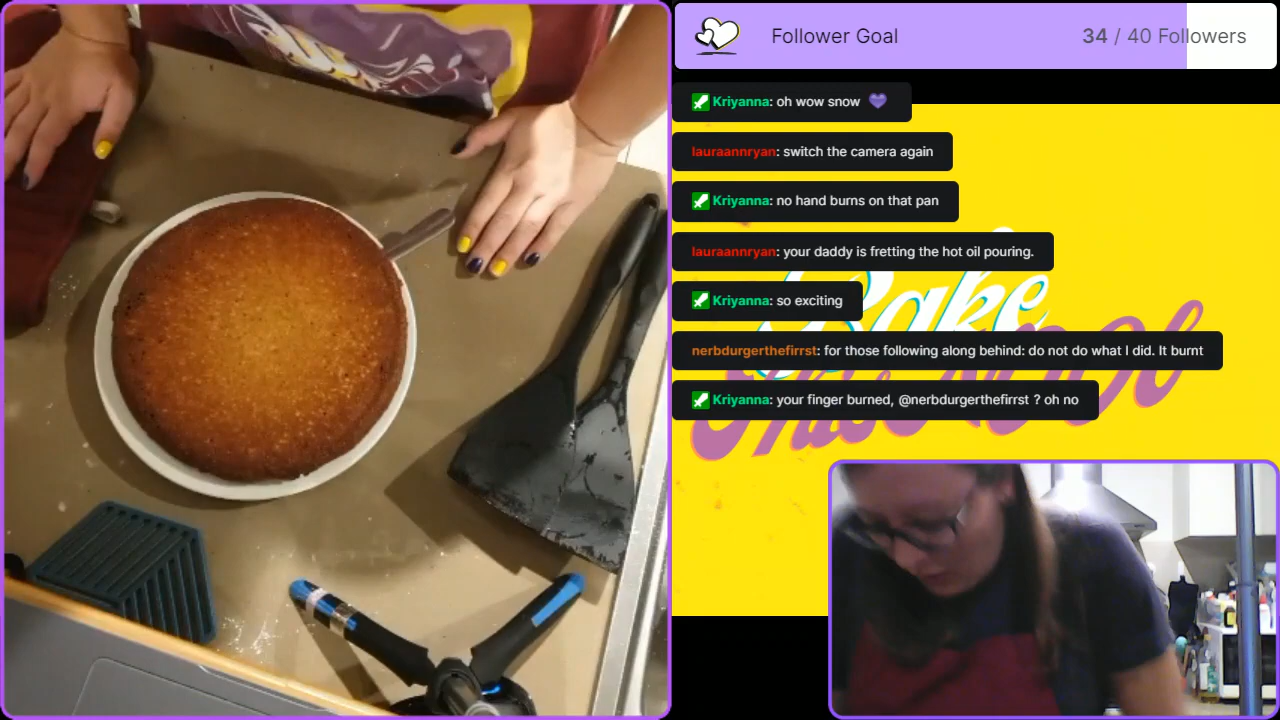 Follower Goal
34 / 40 Followers
Kriyanna: oh wow snow
lauraannryan: switch the camera again
Kriyanna: no hand burns on that pan
lauraannryan: your daddy is fretting the hot oil pouring.
Kriyanna: so exciting
nerbdurgerthefirrst: for those following along behind: do not do what I did. It burnt
Kriyanna: your finger burned, @nerbdurgerthefirrst ? oh no
Bake